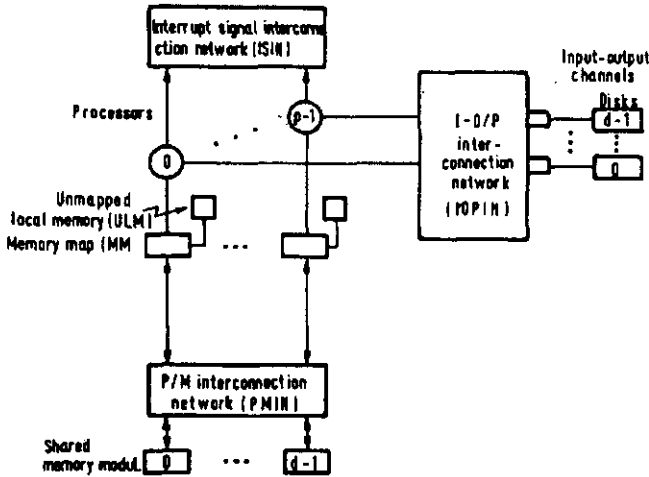 Interrupt signal interconne
ction network (ISIN)
Input-output
channels
Disks
Processors
p-1
I-O/P
inter-
connection
network
(IOPIN)
d-1
0
0
Unmapped
local memory (ULM)
Memory map (MM
...
P/M interconnection
network (PMIN)
Shared
memory modul.
0
...
d-1